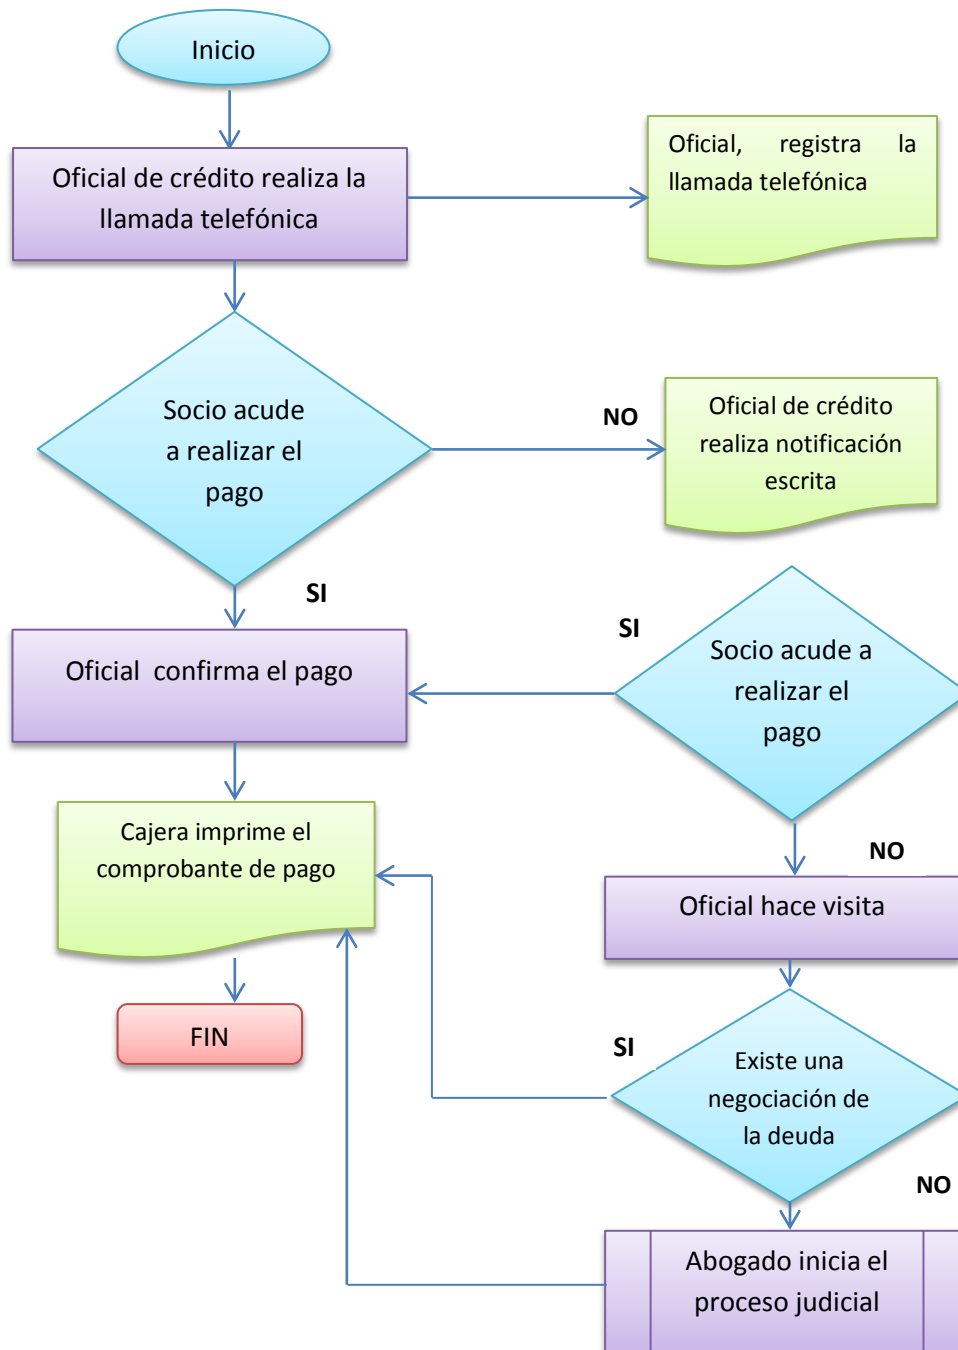 Inicio
Oficial de crédito realiza la
llamada telefónica
Oficial, registra la
llamada telefónica
Socio acude
a realizar el
pago
NO
Oficial de crédito
realiza notificación
escrita
SI
Oficial confirma el pago
SI
Socio acude a
realizar el
pago
Cajera imprime el
comprobante de pago
NO
Oficial hace visita
FIN
SI
Existe una
negociación de
la deuda
NO
Abogado inicia el
proceso judicial